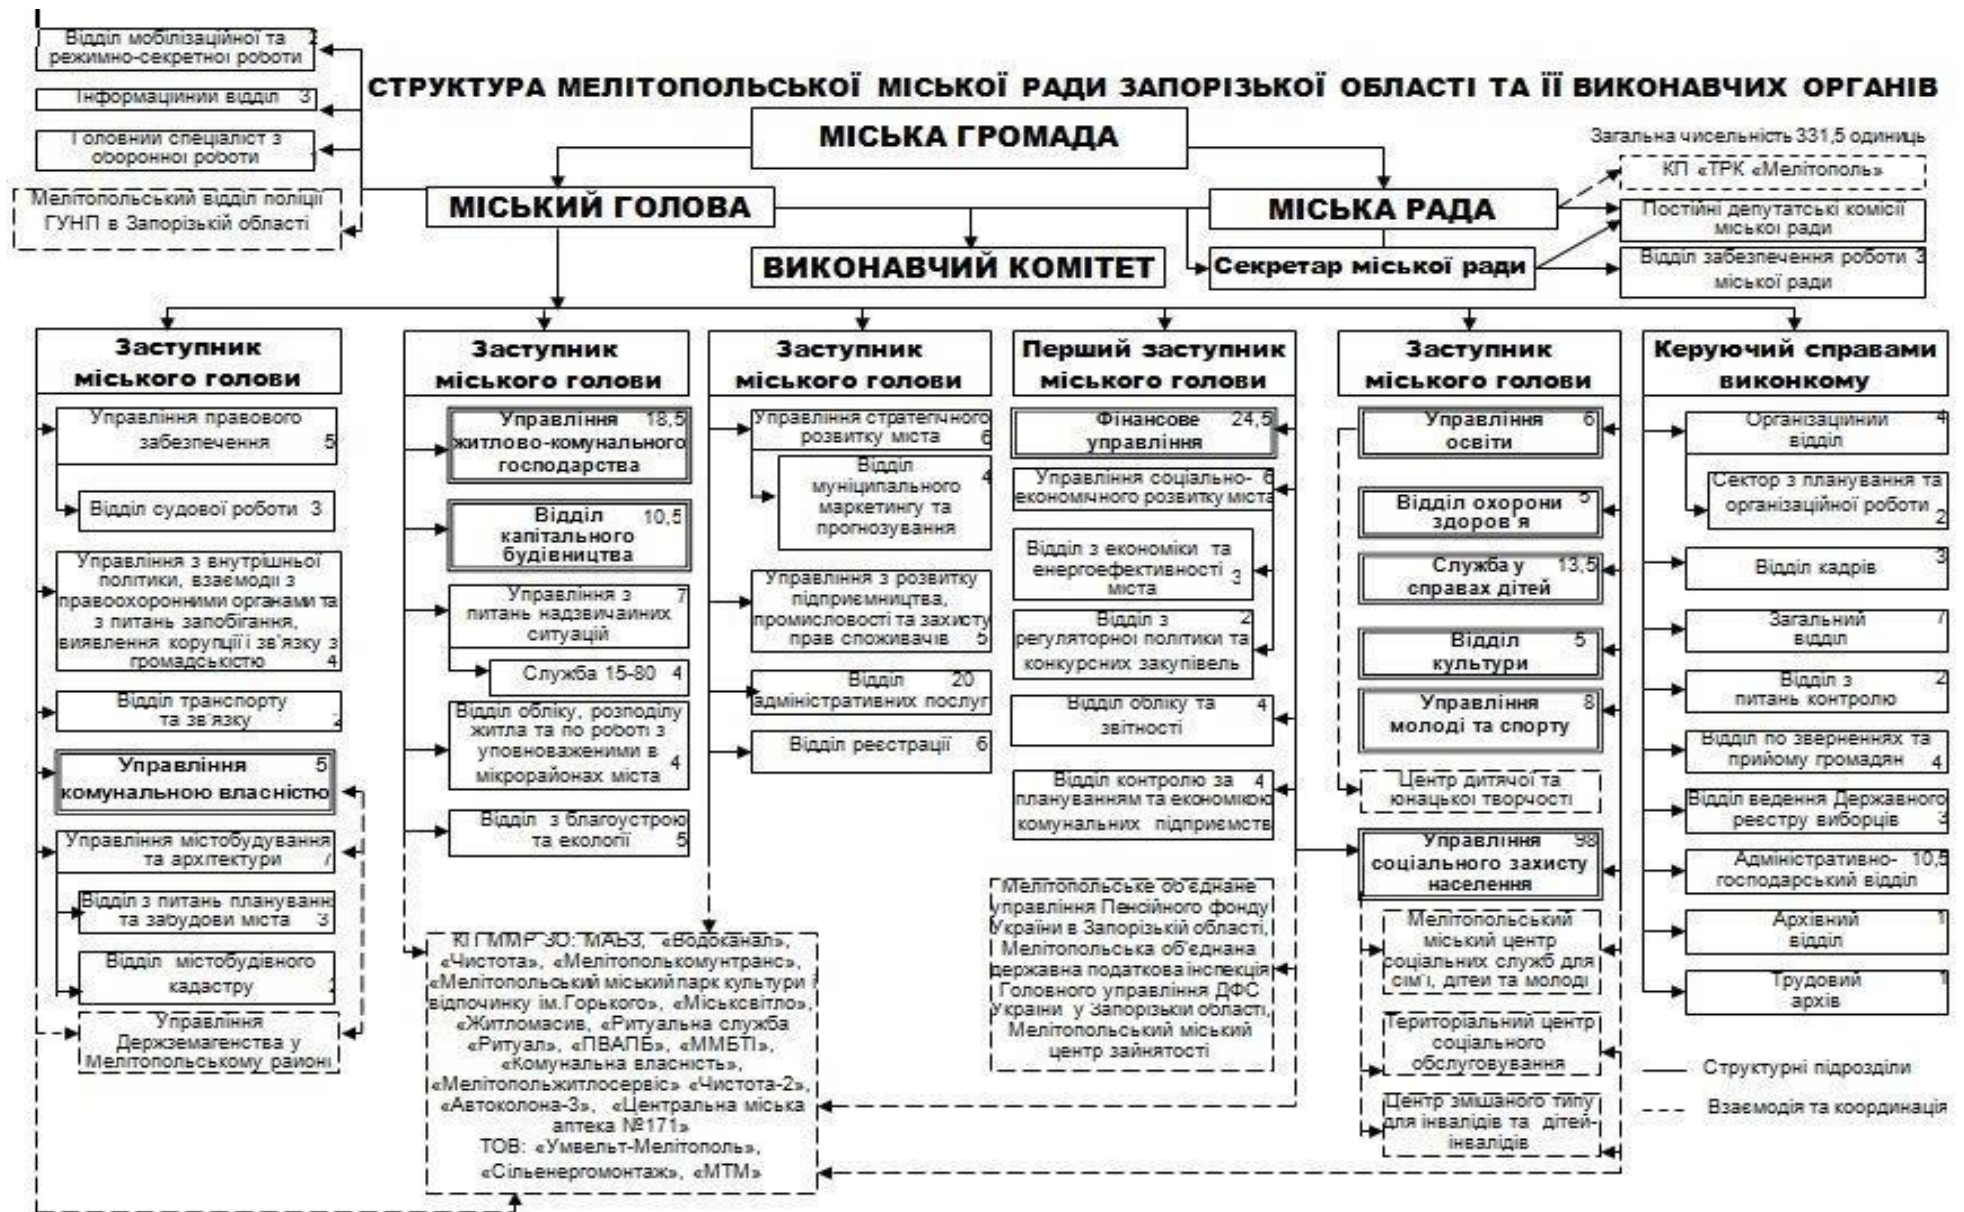 Відділ мобілізаційної та 2
режимно-секретної роботи
СТРУКТУРА МЕЛІТОПОЛЬСЬКОЇ МІСЬКОЇ РАДИ ЗАПОРІЗЬКОЇ ОБЛАСТІ ТА ЇЇ ВИКОНАВЧИХ ОРГАНІВ
Інформаційний відділ 3
Головний спеціаліст з
оборонної роботи 1
МІСЬКА ГРОМАДА
Загальна чисельність 331,5 одиниць
КП «ТРК «Мелітополь»
Мелітопольський відділ поліції
ГУНП в Запорізькій області
МІСЬКИЙ ГОЛОВА
МІСЬКА РАДА
Постійні депутатські комісії
міської ради
ВИКОНАВЧИЙ КОМІТЕТ
Секретар міської ради
Відділ забезпечення роботи 3
міської ради
Заступник
міського голови
Управління правового
забезпечення 5
Відділ судової роботи 3
Управління з внутрішньої
політики, взаємодії з
правоохоронними органами та
з питань запобігання,
виявлення корупції і зв'язку з
громадськістю 4
Відділ транспорту
та зв'язку 2
Управління 5
комунальною власністю
Управління містобудування
та архітектури 7
Відділ з питань плануванн
та забудови міста 3
Відділ містобудівного
кадастру 2
Управління
Держземагенства у
Мелітопольському районі
Заступник
міського голови
Управління 18,5
житлово-комунального
господарства
Відділ 10,5
капітального
будівництва
Управління з 7
питань надзвичайних
ситуацій
Служба 15-80 4
Відділ обліку, розподілу
житла та по роботі з
уповноваженими в
мікрорайонах міста 4
Відділ з благоустрою
та екології 5
КП ММР ЗО: МАБЗ, «Водоканал»,
«Чистота», «Мелітополькомунтранс»,
«Мелітопольський міський парк культури і
відпочинку ім.Горького», «Міськсвітло»,
«Житломасив, «Ритуальна служба
«Ритуал», «ПВАПБ», «ММБТІ»,
«Комунальна власність»,
«Мелітопольжитлосервіс» «Чистота-2»,
«Автоколона-3», «Центральна міська
аптека №171»
ТОВ: «Умвельт-Мелітополь»,
«Сільенергомонтаж», «МТМ»
Заступник
міського голови
Управління стратегічного
розвитку міста 6
Відділ 4
муніципального
маркетингу та
прогнозування
Управління з розвитку
підприємництва,
промисловості та захисту
прав споживачів 5
Відділ 20
адміністративних послуг
Відділ реєстрації 6
Перший заступник
міського голови
Фінансове 24,5
управління
Управління соціально- 6
економічного розвитку міста
Відділ з економіки та
енергоефективності 3
міста
Відділ з 2
регуляторної політики та
конкурсних закупівель
Відділ обліку та 4
звітності
Відділ контролю за 4
плануванням та економікою
комунальних підприємств
Мелітопольське об'єднане
управління Пенсійного фонду
України в Запорізькій області,
Мелітопольська об'єднана
державна податкова інспекція
Головного управління ДФС
України у Запорізькій області,
Мелітопольський міський
центр зайнятості
Заступник
міського голови
Управління 6
освіти
Відділ охорони 5
здоров'я
Служба у 13,5
справах дітей
Відділ 5
культури
Управління 8
молоді та спорту
Центр дитячої та
юнацької творчості
Управління 98
соціального захисту
населення
Мелітопольський
міський центр
соціальних служб для
сім'ї, дітей та молоді
Територіальний центр
соціального
обслуговування
Центр змішаного типу
для інвалідів та дітей-
інвалідів
Керуючий справами
виконкому
Організаційний 4
відділ
Сектор з планування та
організаційної роботи 2
Відділ кадрів 3
Загальний 7
відділ
Відділ з 2
питань контролю
Відділ по зверненнях та
прийому громадян 4
Відділ ведення Державного
реєстру виборців 3
Адміністративно- 10,5
господарський відділ
Архівний 1
відділ
Трудовий 1
архів
Структурні підрозділи
Взаємодія та координація